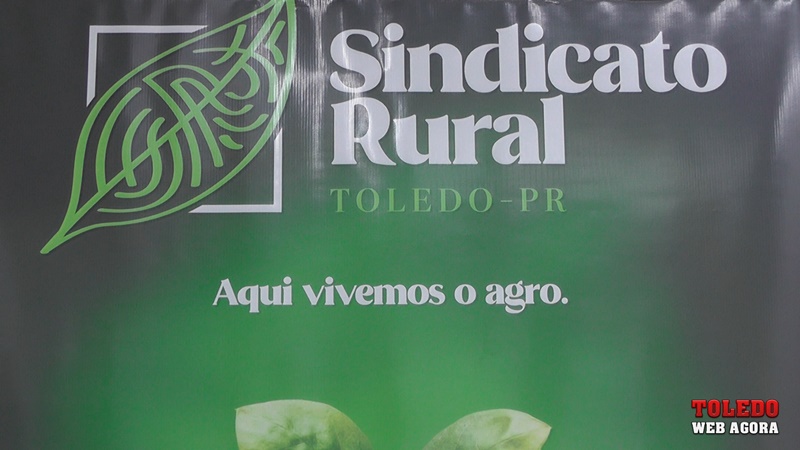 Sindicato
Rural
TOLEDO-PR
Aqui vivemos o agro.
TOLEDO
WEB AGORA